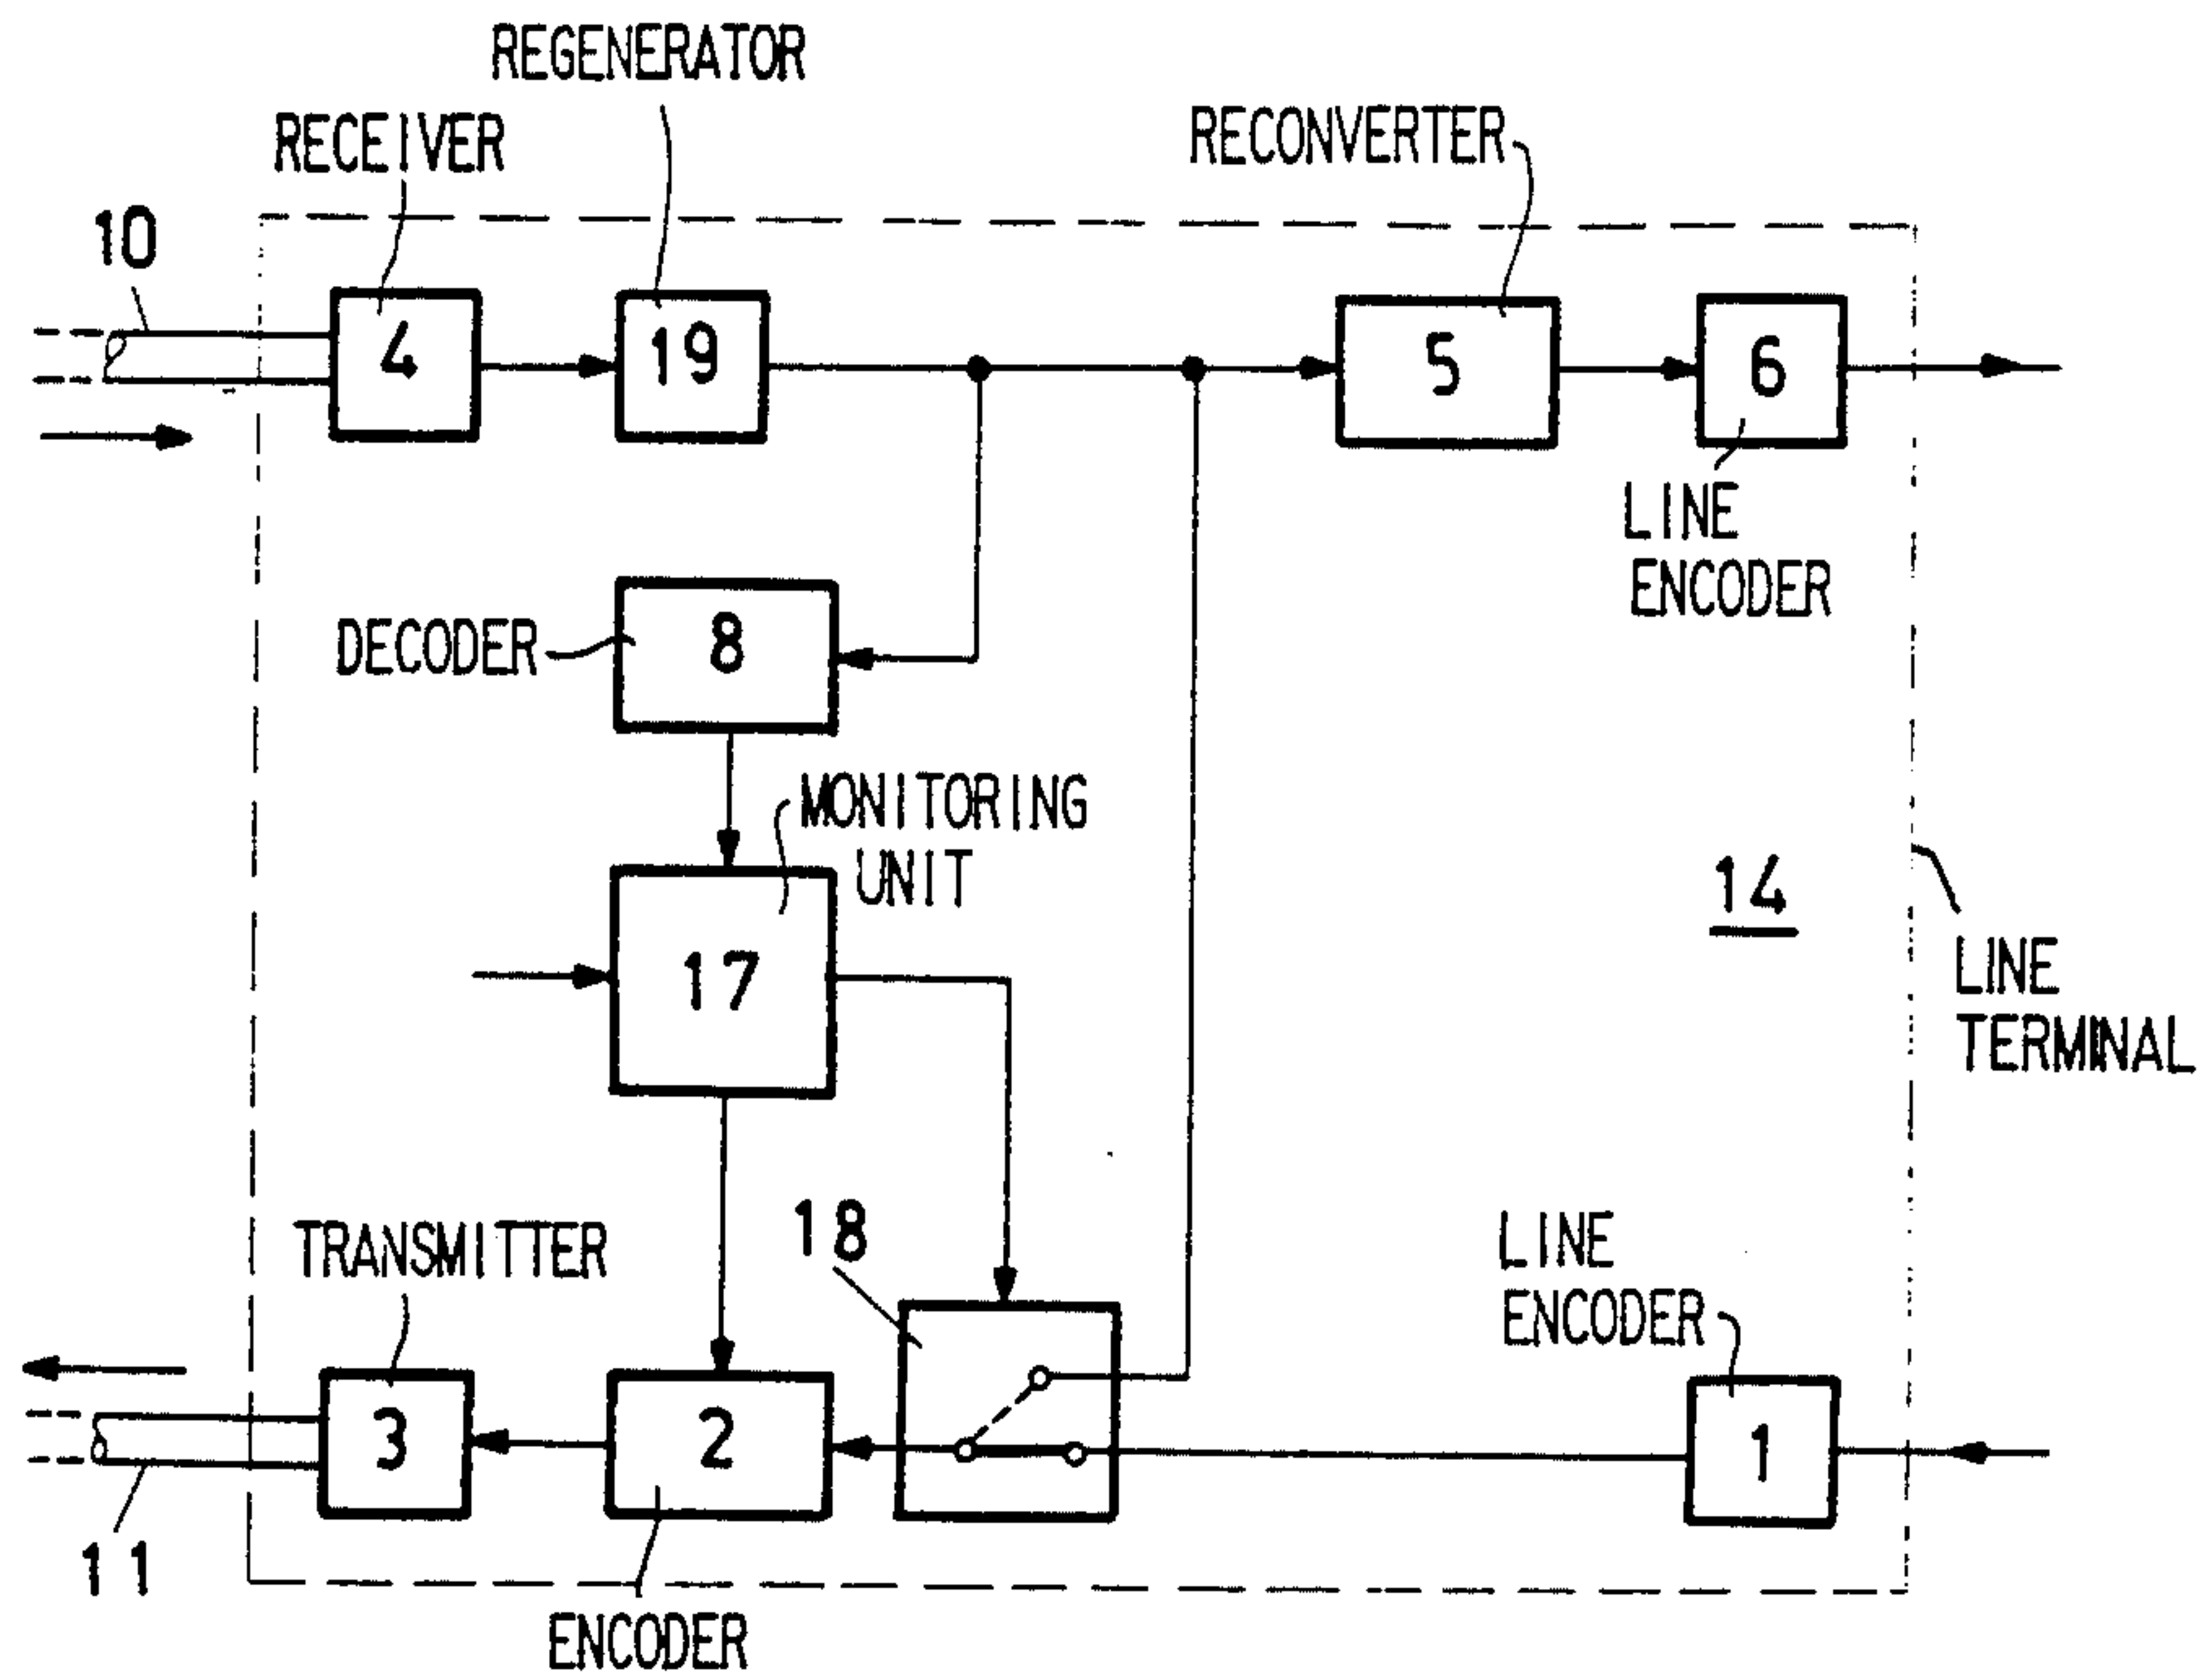 REGENERATOR
RECEIVER
RECONVERTER
10
4
19
5
6
LINE
ENCODER
DECODER
8
MONITORING
UNIT
17
14
LINE
TERMINAL
18
TRANSMITTER
LINE
ENCODER
3
2
1
11
ENCODER